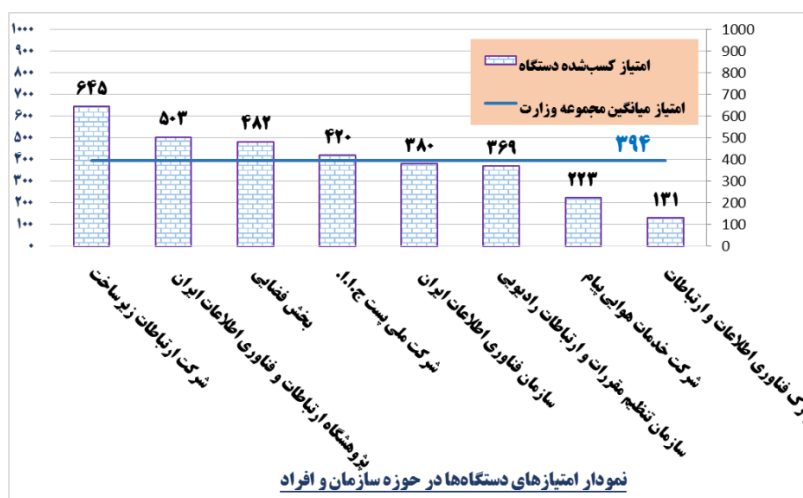 ۱۰۰۰
۹۰۰
۸۰۰
۷۰۰
۶۰۰
۵۰۰
۴۰۰
۳۰۰
۲۰۰
۱۰۰
۰
1000
900
800
700
600
500
400
300
200
100
0
امتیاز کسب‌شده دستگاه
امتیاز میانگین مجموعه وزارت
۶۴۵
۵۰۳
۴۸۲
۴۲۰
۳۸۰
۳۶۹
۲۲۳
۱۳۱
۳۹۴
شرکت ارتباطات زیرساخت
پژوهشگاه ارتباطات و فناوری اطلاعات ایران
بخش فضایی
شرکت ملی پست ج.ا.ا.
سازمان فناوری اطلاعات ایران
سازمان تنظیم مقررات و ارتباطات رادیویی
شرکت خدمات هوایی پیام
فناوری اطلاعات و ارتباطات
نمودار امتیازهای دستگاه‌ها در حوزه سازمان و افراد